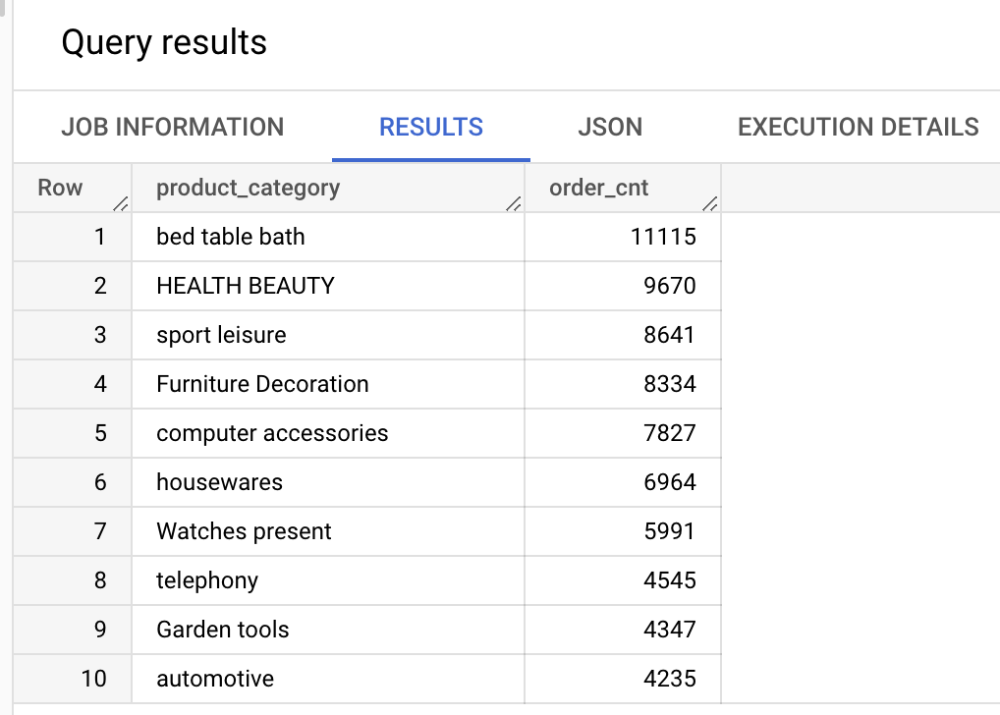 Query results
JOB INFORMATION RESULTS JSON EXECUTION DETAILS
Row product_category order_cnt
1 bed table bath 11115
2 HEALTH BEAUTY 9670
3 sport leisure 8641
4 Furniture Decoration 8334
5 computer accessories 7827
6 housewares 6964
7 Watches present 5991
8 telephony 4545
9 Garden tools 4347
10 automotive 4235